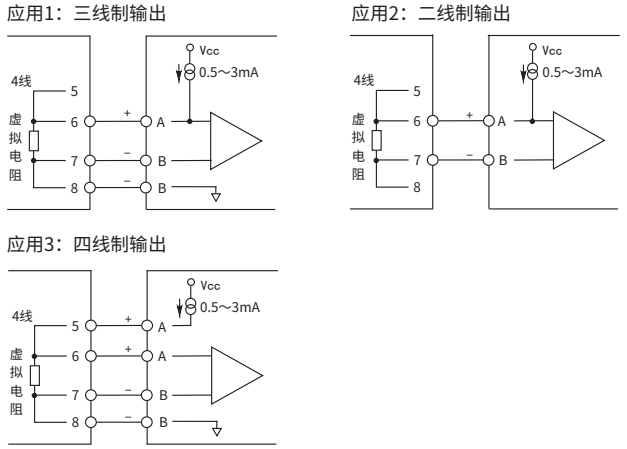 应用1：三线制输出
Vcc
0.5～3mA
4线
5
虚拟电阻
6
+
A
7
−
B
8
−
B
应用2：二线制输出
Vcc
0.5～3mA
4线
5
虚拟电阻
6
+
A
7
−
B
8
应用3：四线制输出
Vcc
0.5～3mA
4线
5
+
A
虚拟电阻
6
+
A
7
−
B
8
−
B